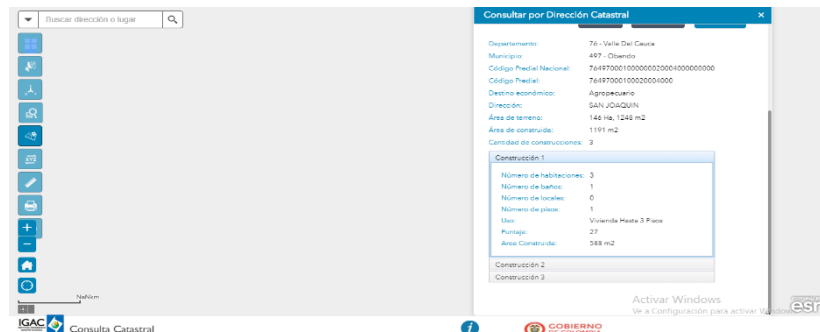 Buscar dirección o lugar
Consultar por Dirección Catastral ×
Departamento: 76 - Valle Del Cauca
Municipio: 497 - Obando
Código Predial Nacional:
Código Predial: 76497000100020004000
Destino económico: Agropecuario
Dirección: SAN JOAQUIN
Área de terreno: 146 Ha, 1248 m2
Área de construida: 1191 m2
Cantidad de construcciones: 3
Construcción 1
Número de habitaciones: 3
Número de baños: 1
Número de locales: 0
Número de pisos: 1
Uso: Vivienda Hasta 3 Pisos
Puntaje: 27
Area Construida: 588 m2
Construcción 2
Construcción 3
+
−
NaNkm
Activar Windows
Ve a Configuración para activar Windows.
esri
IGAC
Consulta Catastral
i
GOBIERNO
DE COLOMBIA